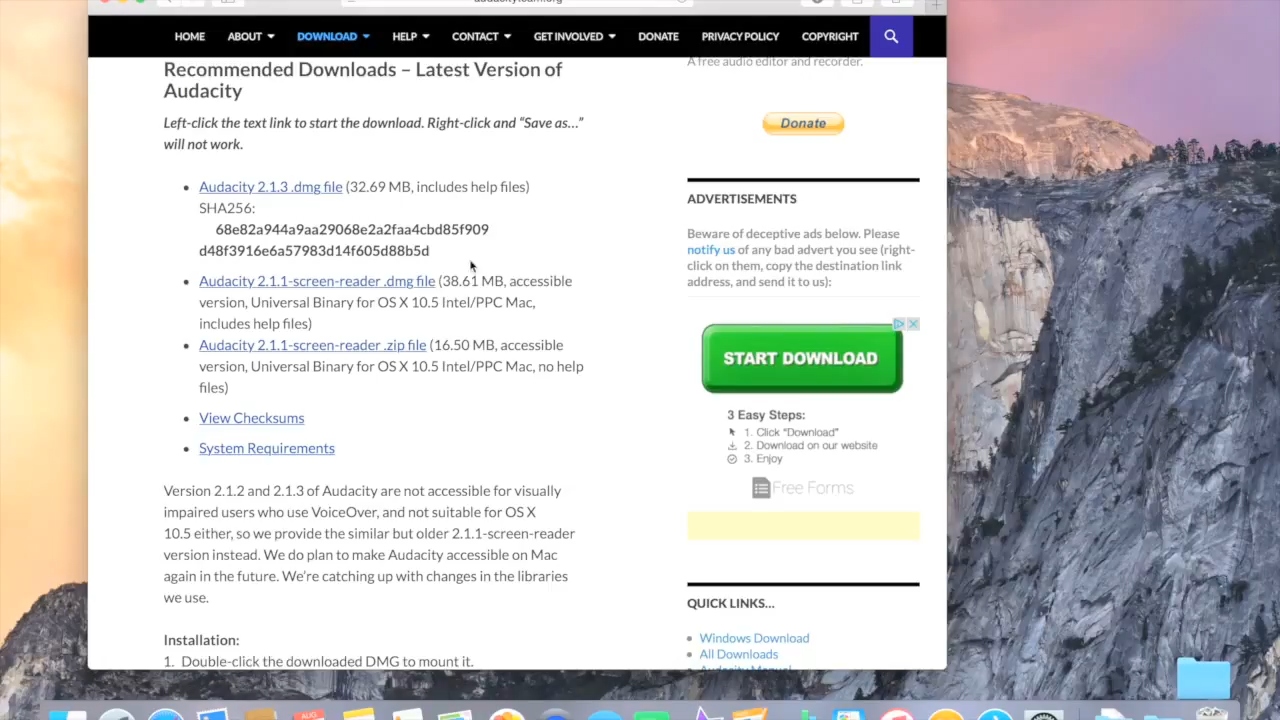 HOME ABOUT DOWNLOAD HELP CONTACT GET INVOLVED DONATE PRIVACY POLICY COPYRIGHT
Recommended Downloads – Latest Version of
Audacity
Left-click the text link to start the download. Right-click and “Save as…”
will not work.
Audacity 2.1.3 .dmg file (32.69 MB, includes help files)
SHA256:
68e82a944a9aa29068e2a2faa4cbd85f909
d48f3916e6a57983d14f605d88b5d
Audacity 2.1.1-screen-reader .dmg file (38.61 MB, accessible
version, Universal Binary for OS X 10.5 Intel/PPC Mac,
includes help files)
Audacity 2.1.1-screen-reader .zip file (16.50 MB, accessible
version, Universal Binary for OS X 10.5 Intel/PPC Mac, no help
files)
View Checksums
System Requirements
Version 2.1.2 and 2.1.3 of Audacity are not accessible for visually
impaired users who use VoiceOver, and not suitable for OS X
10.5 either, so we provide the similar but older 2.1.1-screen-reader
version instead. We do plan to make Audacity accessible on Mac
again in the future. We’re catching up with changes in the libraries
we use.
Installation:
1. Double-click the downloaded DMG to mount it.
A free audio editor and recorder.
Donate
ADVERTISEMENTS
Beware of deceptive ads below. Please
notify us of any bad advert you see (right-
click on them, copy the destination link
address, and send it to us):
START DOWNLOAD
3 Easy Steps:
1. Click "Download"
2. Download on our website
3. Enjoy
Free Forms
QUICK LINKS…
Windows Download
All Downloads
Audacity Manual
AUG